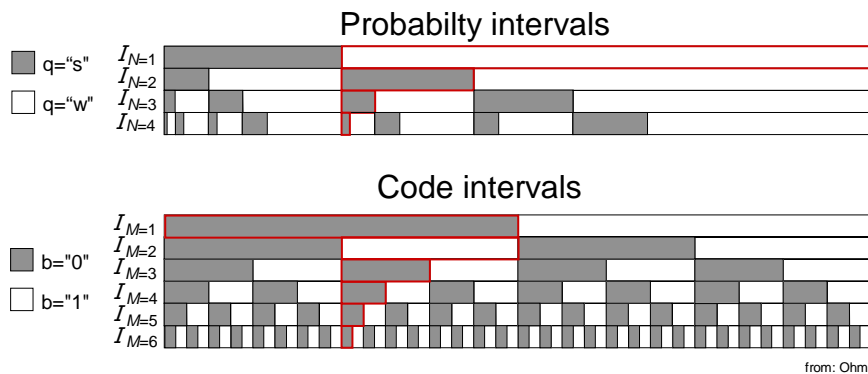 Probabilty intervals
q="s"
q="w"
I_N=1
I_N=2
I_N=3
I_N=4
Code intervals
b="0"
b="1"
I_M=1
I_M=2
I_M=3
I_M=4
I_M=5
I_M=6
from: Ohm